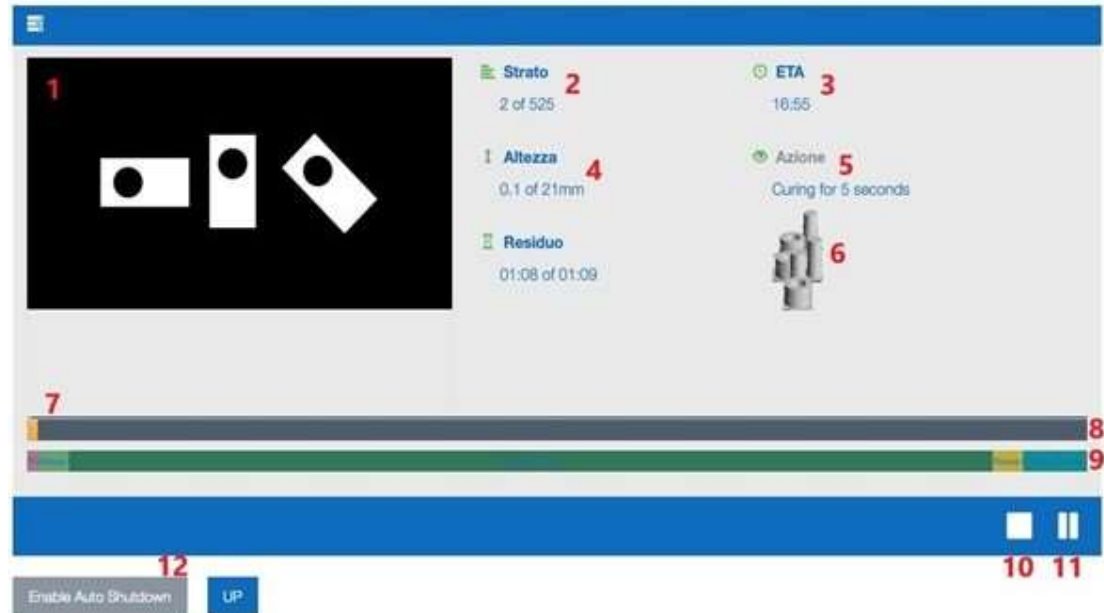 1
Strato 2
2 of 525
ETA 3
16:55
Altezza 4
0.1 of 21mm
Azione 5
Curing for 5 seconds
6
Residuo
01:08 of 01:09
7
8
9
10 11
12
Enable Auto Shutdown UP